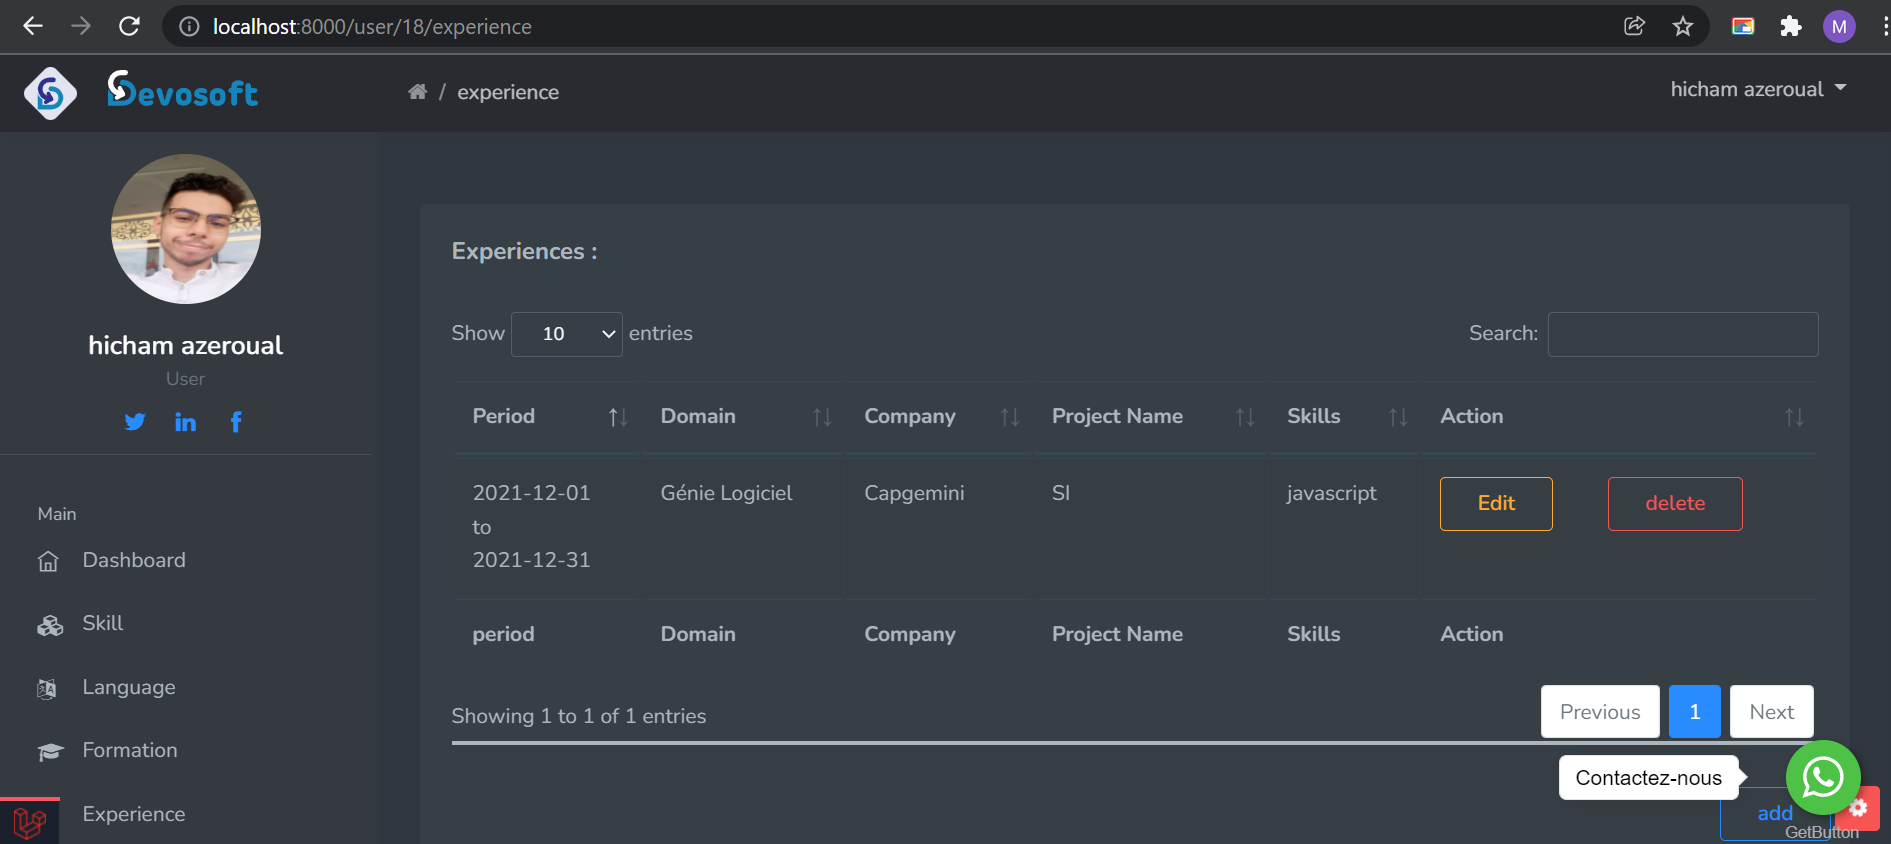 localhost:8000/user/18/experience
M
Devosoft
/ experience
hicham azeroual
hicham azeroual
User
Main
Dashboard
Skill
Language
Formation
Experience
Experiences :
Show 10 entries
Search:
Period Domain Company Project Name Skills Action
2021-12-01 Génie Logiciel Capgemini SI javascript Edit delete
to
2021-12-31
period Domain Company Project Name Skills Action
Showing 1 to 1 of 1 entries
Previous 1 Next
Contactez-nous
add
GetButton